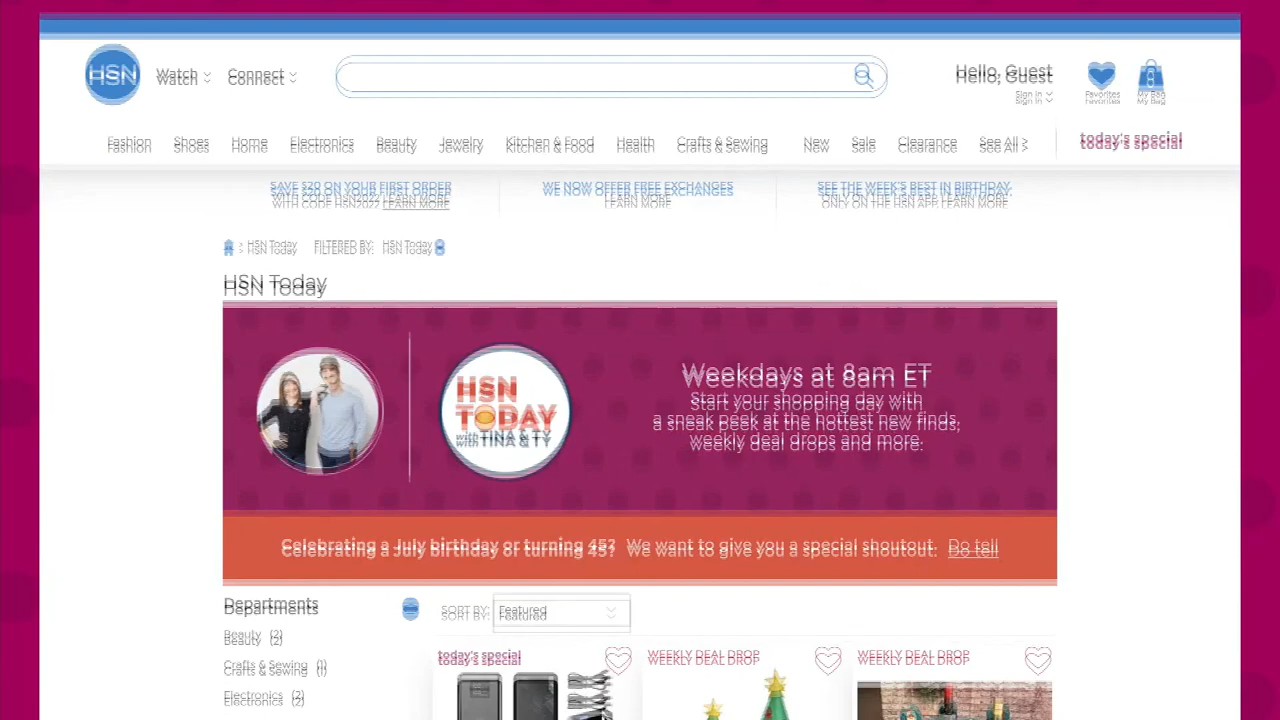 HSN Watch Connect Hello, Guest
Sign In Favorites My Bag
Fashion Shoes Home Electronics Beauty Jewelry Kitchen & Food Health Crafts & Sewing New Sale Clearance See All > today's special
SAVE $20 ON YOUR FIRST ORDER WE NOW OFFER FREE EXCHANGES SEE THE WEEK'S BEST IN BIRTHDAY.
WITH CODE HSN2022 LEARN MORE LEARN MORE ONLY ON THE HSN APP LEARN MORE
> HSN Today FILTERED BY: HSN Today
HSN Today
Weekdays at 8am ET
Start your shopping day with
a sneak peek at the hottest new finds,
weekly deal drops and more.
HSN
TODAY
with TINA & TY
Celebrating a July birthday or turning 45? We want to give you a special shoutout. Do tell
Departments
SORT BY: Featured
Beauty (2)
Crafts & Sewing (1)
Electronics (2)
today's special WEEKLY DEAL DROP WEEKLY DEAL DROP